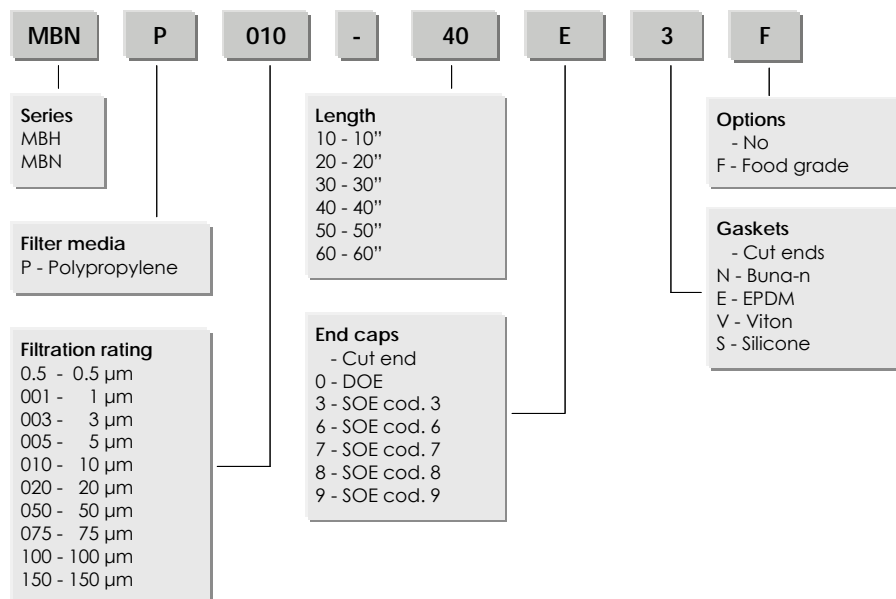 MBN P 010 - 40 E 3 F
Series
MBH
MBN
Filter media
P - Polypropylene
Filtration rating
0.5 - 0.5 µm
001 - 1 µm
003 - 3 µm
005 - 5 µm
010 - 10 µm
020 - 20 µm
050 - 50 µm
075 - 75 µm
100 - 100 µm
150 - 150 µm
Length
10 - 10”
20 - 20”
30 - 30”
40 - 40”
50 - 50”
60 - 60”
End caps
- Cut end
0 - DOE
3 - SOE cod. 3
6 - SOE cod. 6
7 - SOE cod. 7
8 - SOE cod. 8
9 - SOE cod. 9
Options
- No
F - Food grade
Gaskets
- Cut ends
N - Buna-n
E - EPDM
V - Viton
S - Silicone